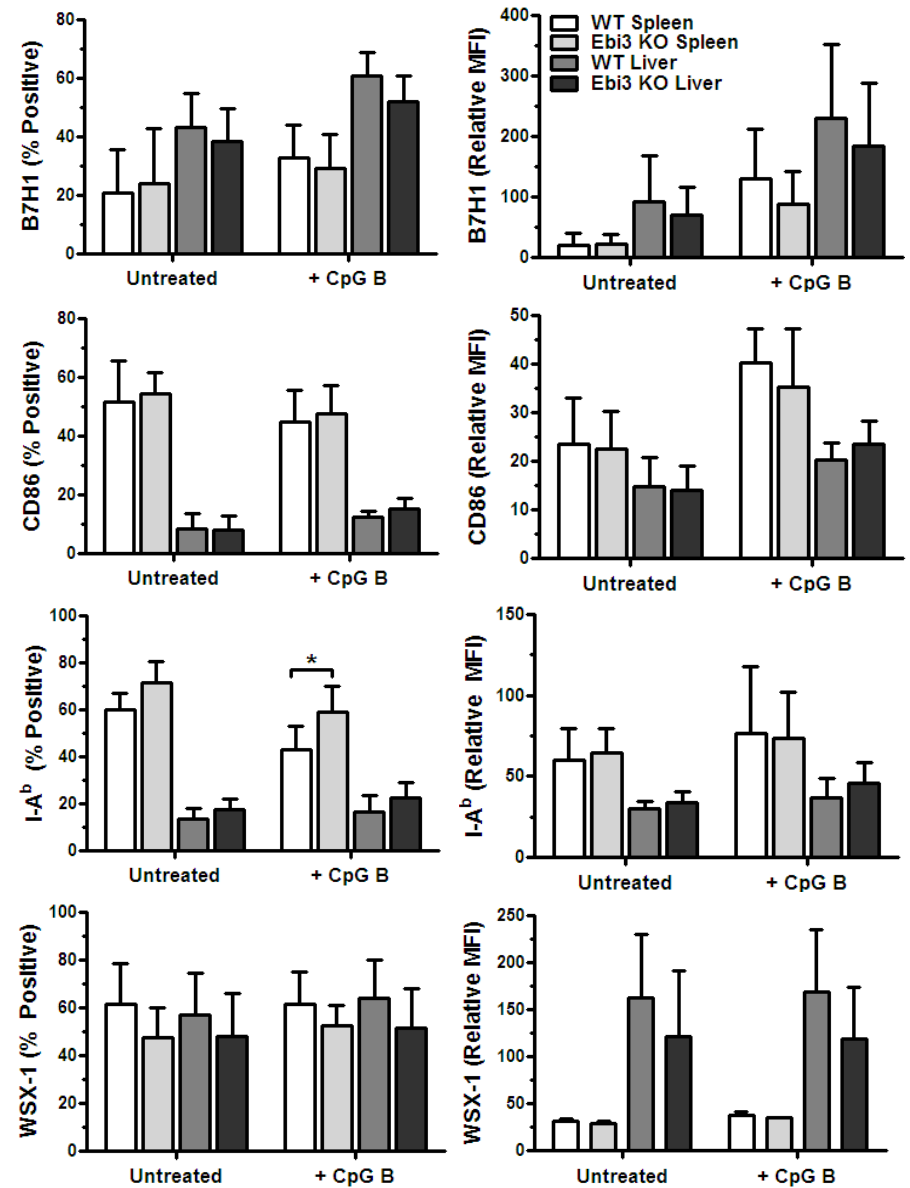 B7H1 (% Positive)
80
60
40
20
0
Untreated
+ CpG B
B7H1 (Relative MFI)
400
300
200
100
0
WT Spleen
Ebi3 KO Spleen
WT Liver
Ebi3 KO Liver
Untreated
+ CpG B
CD86 (% Positive)
80
60
40
20
0
Untreated
+ CpG B
CD86 (Relative MFI)
50
40
30
20
10
0
Untreated
+ CpG B
I-Aᵇ (% Positive)
100
80
60
40
20
0
*
Untreated
+ CpG B
I-Aᵇ (Relative MFI)
150
100
50
0
Untreated
+ CpG B
WSX-1 (% Positive)
100
80
60
40
20
0
Untreated
+ CpG B
WSX-1 (Relative MFI)
250
200
150
100
50
0
Untreated
+ CpG B